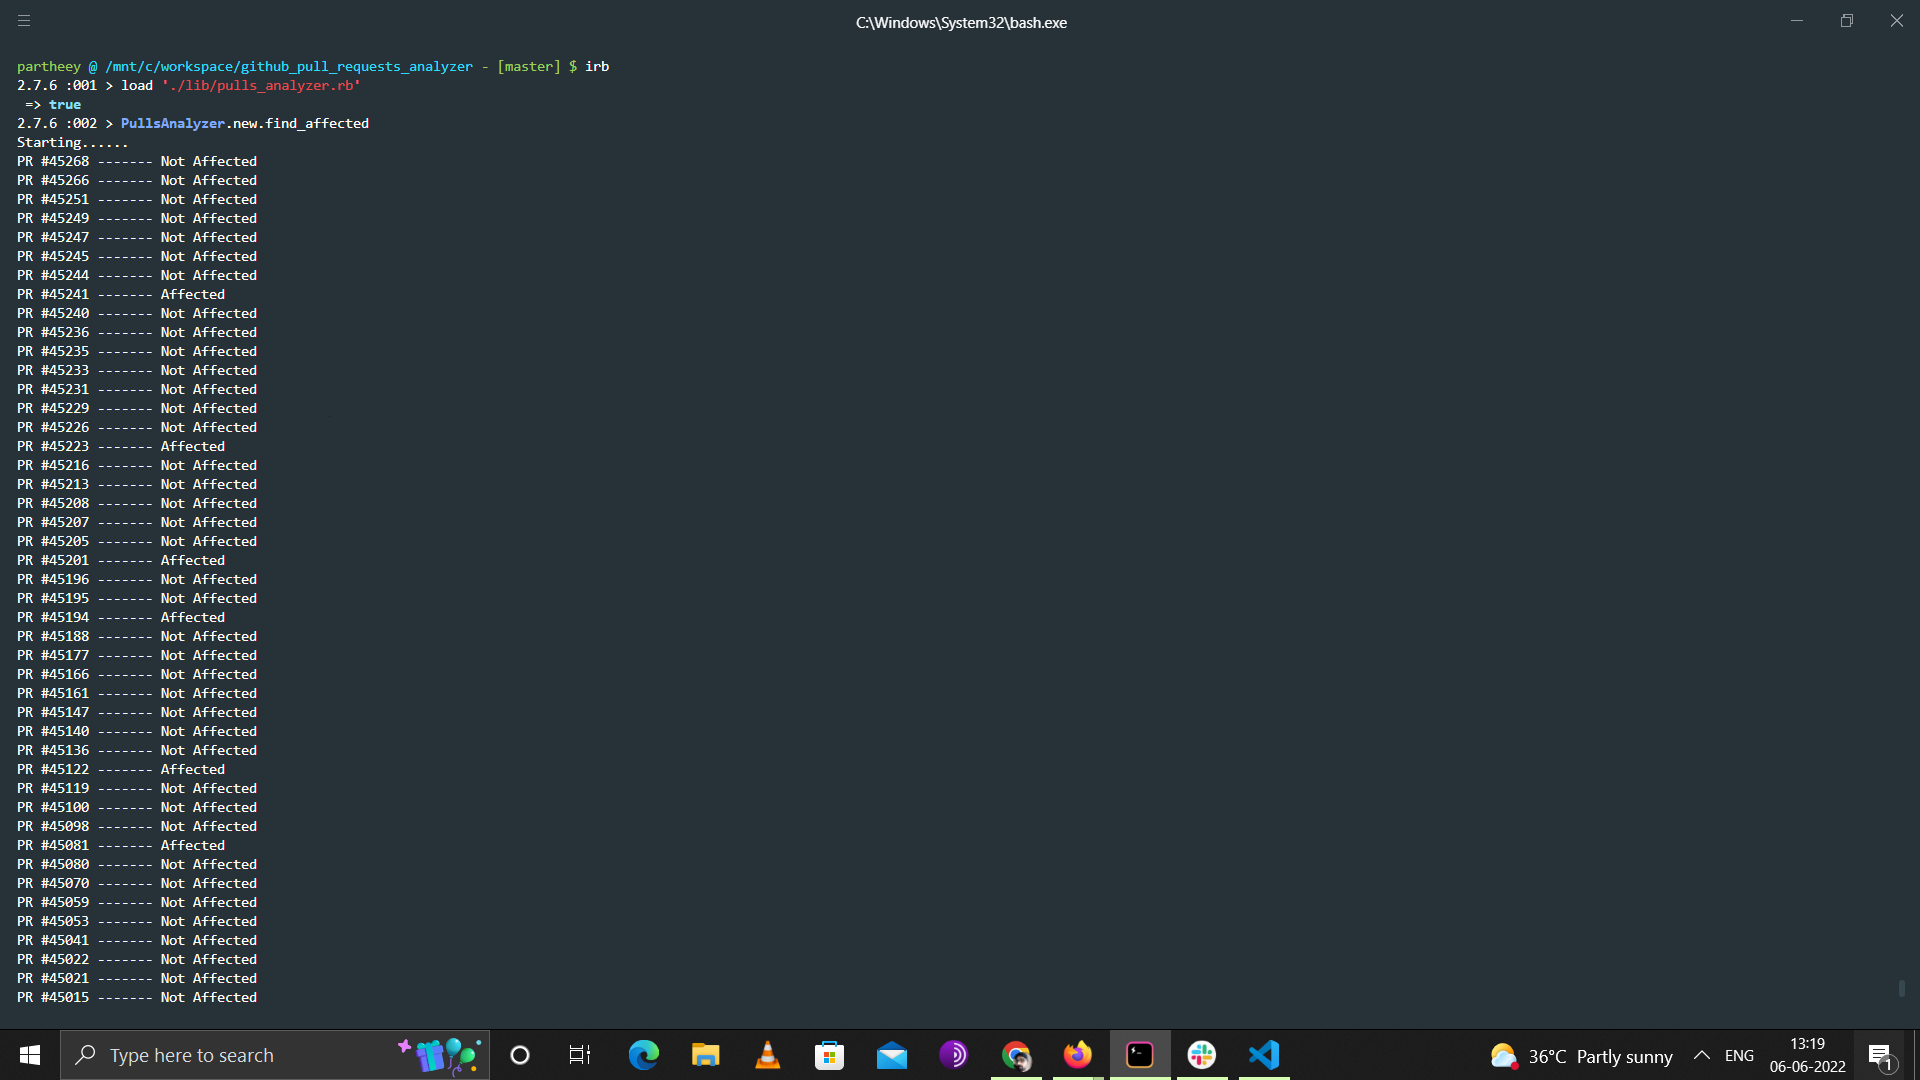 C:\Windows\System32\bash.exe
partheey @ /mnt/c/workspace/github_pull_requests_analyzer - [master] $ irb
2.7.6 :001 > load './lib/pulls_analyzer.rb'
=> true
2.7.6 :002 > PullsAnalyzer.new.find_affected
Starting......
PR #45268 ------- Not Affected
PR #45266 ------- Not Affected
PR #45251 ------- Not Affected
PR #45249 ------- Not Affected
PR #45247 ------- Not Affected
PR #45245 ------- Not Affected
PR #45244 ------- Not Affected
PR #45241 ------- Affected
PR #45240 ------- Not Affected
PR #45236 ------- Not Affected
PR #45235 ------- Not Affected
PR #45233 ------- Not Affected
PR #45231 ------- Not Affected
PR #45229 ------- Not Affected
PR #45226 ------- Not Affected
PR #45223 ------- Affected
PR #45216 ------- Not Affected
PR #45213 ------- Not Affected
PR #45208 ------- Not Affected
PR #45207 ------- Not Affected
PR #45205 ------- Not Affected
PR #45201 ------- Affected
PR #45196 ------- Not Affected
PR #45195 ------- Not Affected
PR #45194 ------- Affected
PR #45188 ------- Not Affected
PR #45177 ------- Not Affected
PR #45166 ------- Not Affected
PR #45161 ------- Not Affected
PR #45147 ------- Not Affected
PR #45140 ------- Not Affected
PR #45136 ------- Not Affected
PR #45122 ------- Affected
PR #45119 ------- Not Affected
PR #45100 ------- Not Affected
PR #45098 ------- Not Affected
PR #45081 ------- Affected
PR #45080 ------- Not Affected
PR #45070 ------- Not Affected
PR #45059 ------- Not Affected
PR #45053 ------- Not Affected
PR #45041 ------- Not Affected
PR #45022 ------- Not Affected
PR #45021 ------- Not Affected
PR #45015 ------- Not Affected
Type here to search
36°C Partly sunny
ENG
13:19
06-06-2022
1